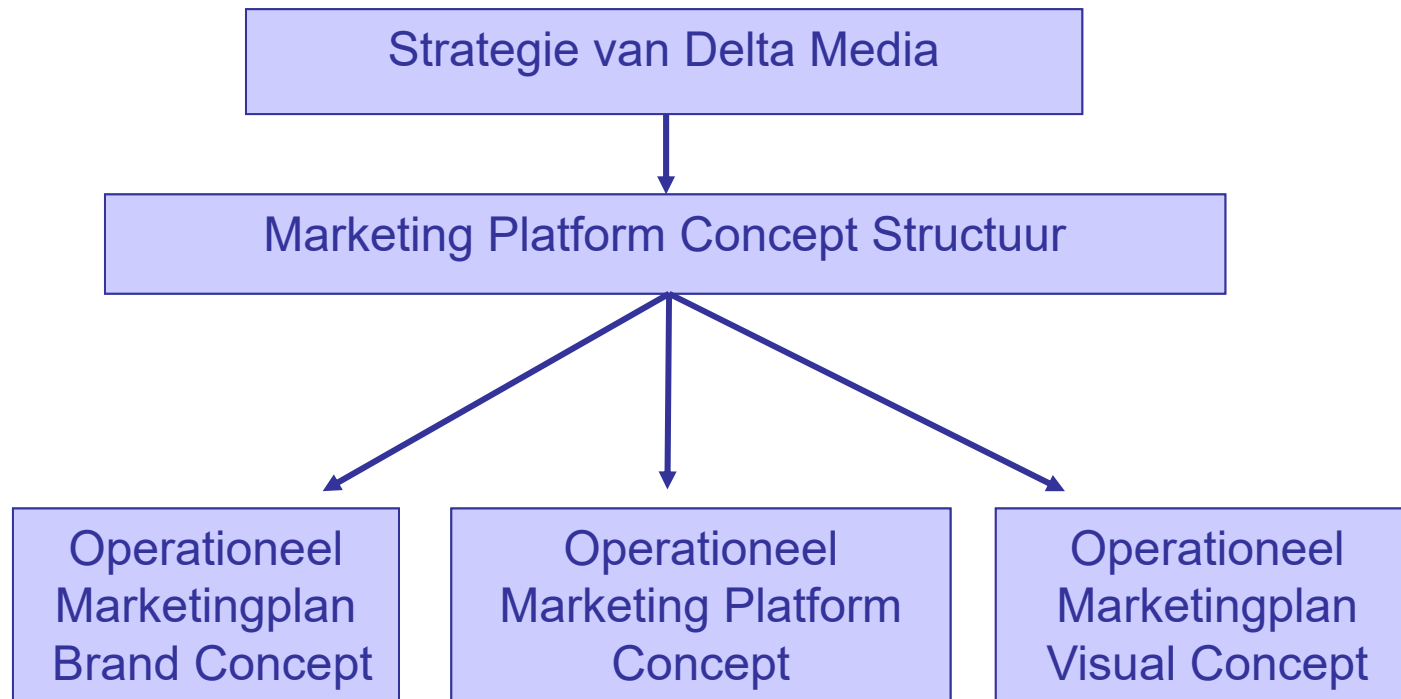 Strategie van Delta Media
Marketing Platform Concept Structuur
Operationeel
Marketingplan
Brand Concept
Operationeel
Marketing Platform
Concept
Operationeel
Marketingplan
Visual Concept